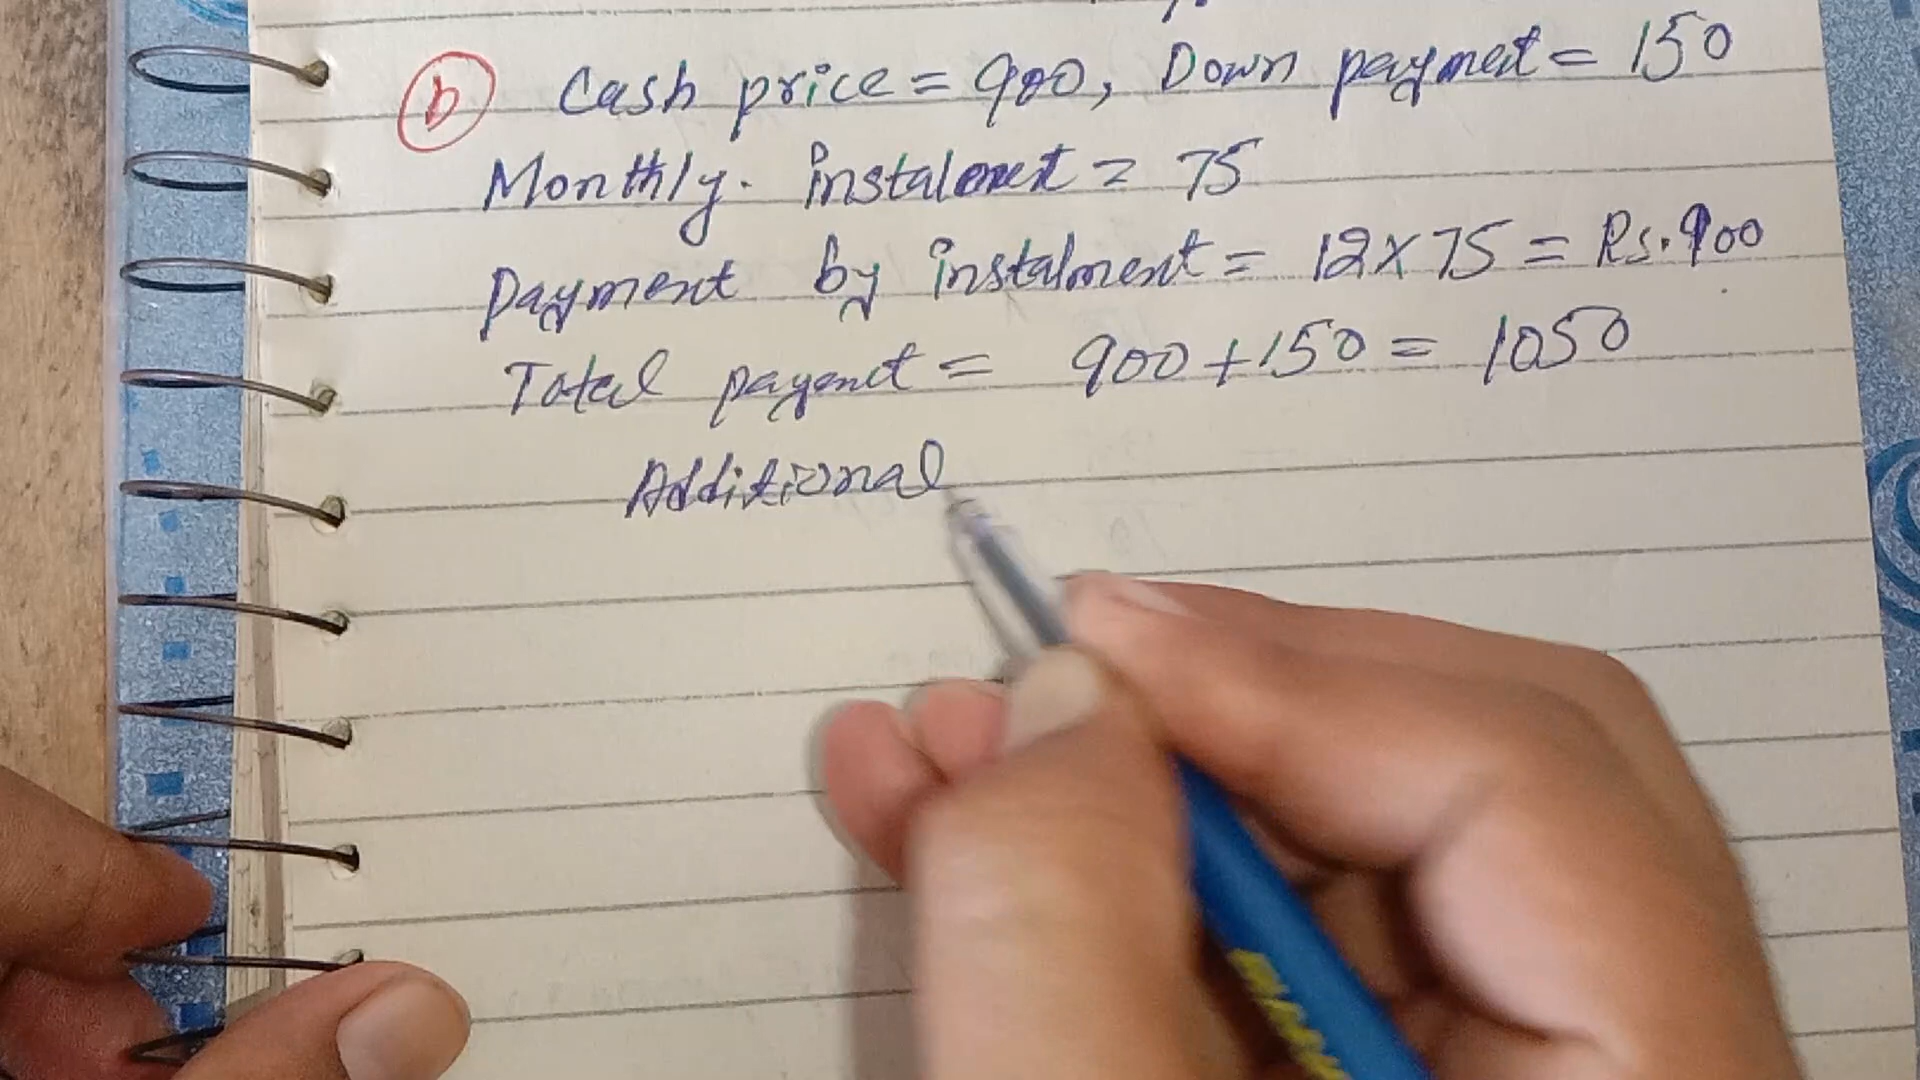 b Cash price = 900, Down payment = 150
Monthly. instalment = 75
Payment by instalment = 12 x 75 = Rs. 900
Total payment = 900 + 150 = 1050
Additional